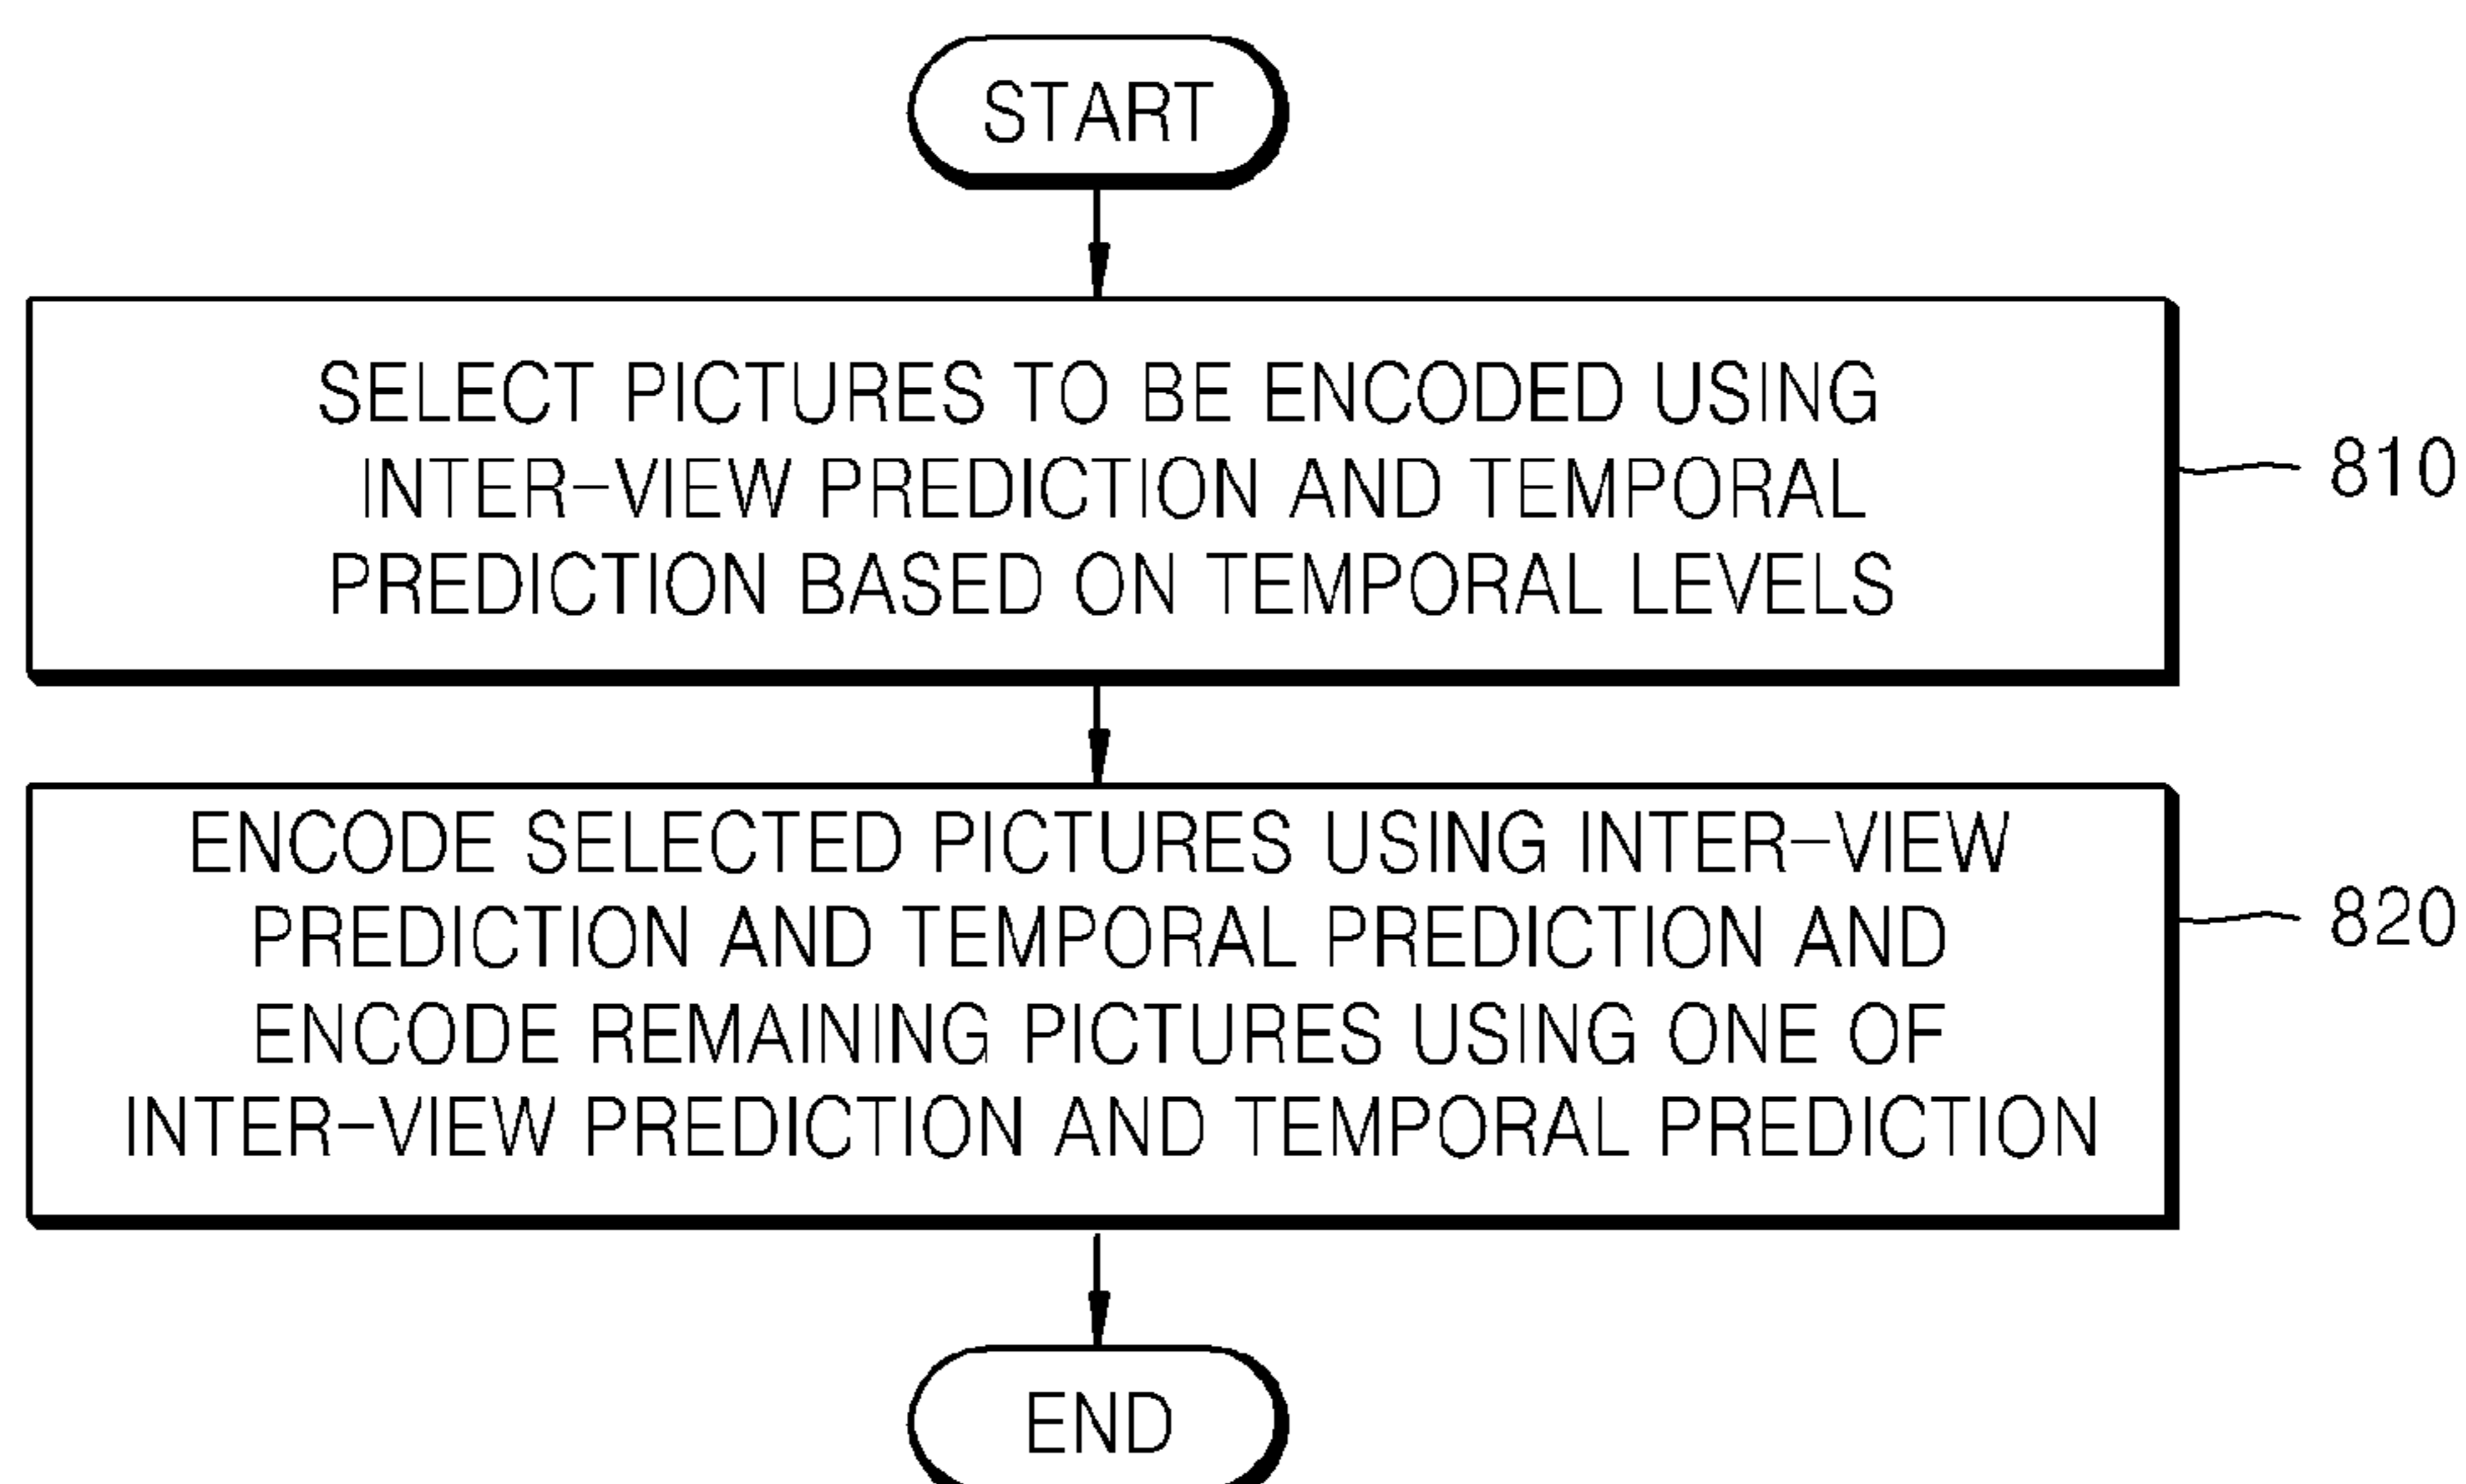 START
SELECT PICTURES TO BE ENCODED USING
INTER-VIEW PREDICTION AND TEMPORAL
PREDICTION BASED ON TEMPORAL LEVELS
810
ENCODE SELECTED PICTURES USING INTER-VIEW
PREDICTION AND TEMPORAL PREDICTION AND
ENCODE REMAINING PICTURES USING ONE OF
INTER-VIEW PREDICTION AND TEMPORAL PREDICTION
820
END